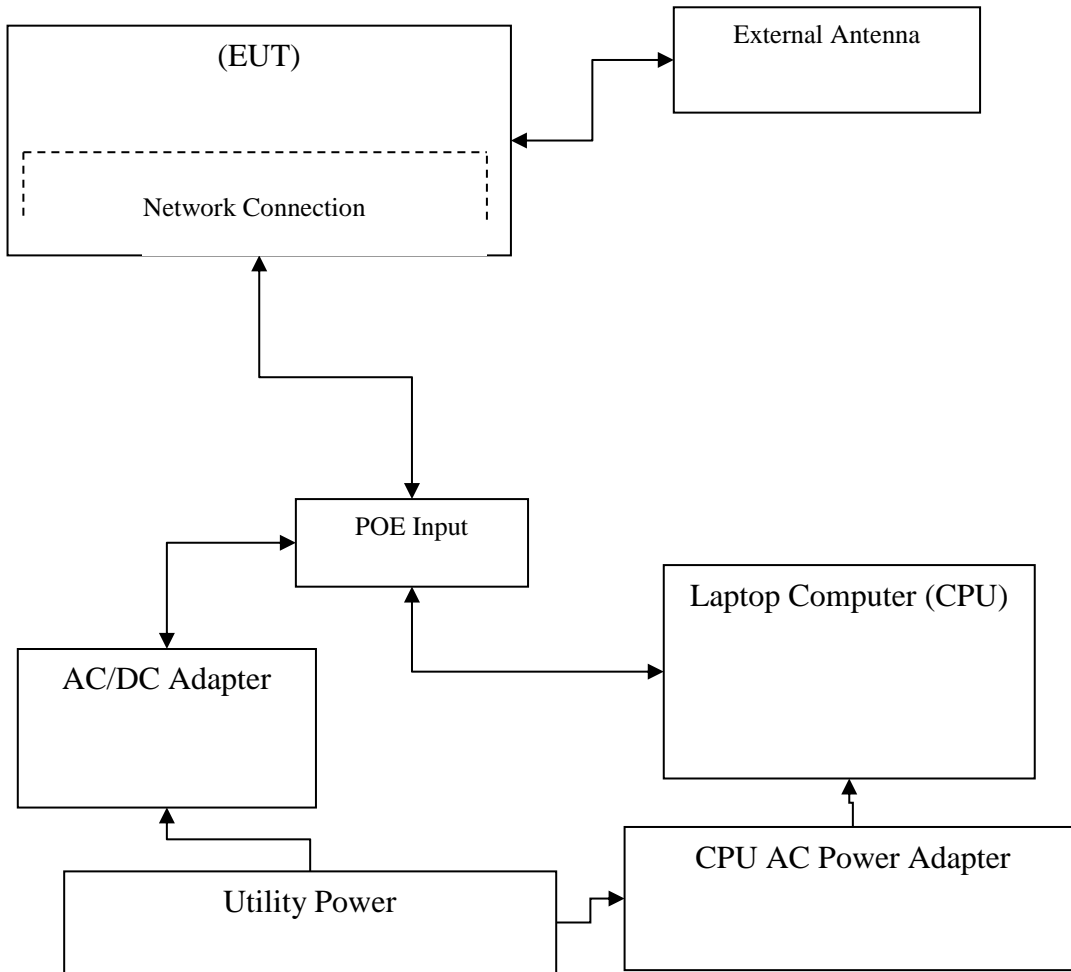 (EUT)
External Antenna
Network Connection
POE Input
Laptop Computer (CPU)
AC/DC Adapter
CPU AC Power Adapter
Utility Power